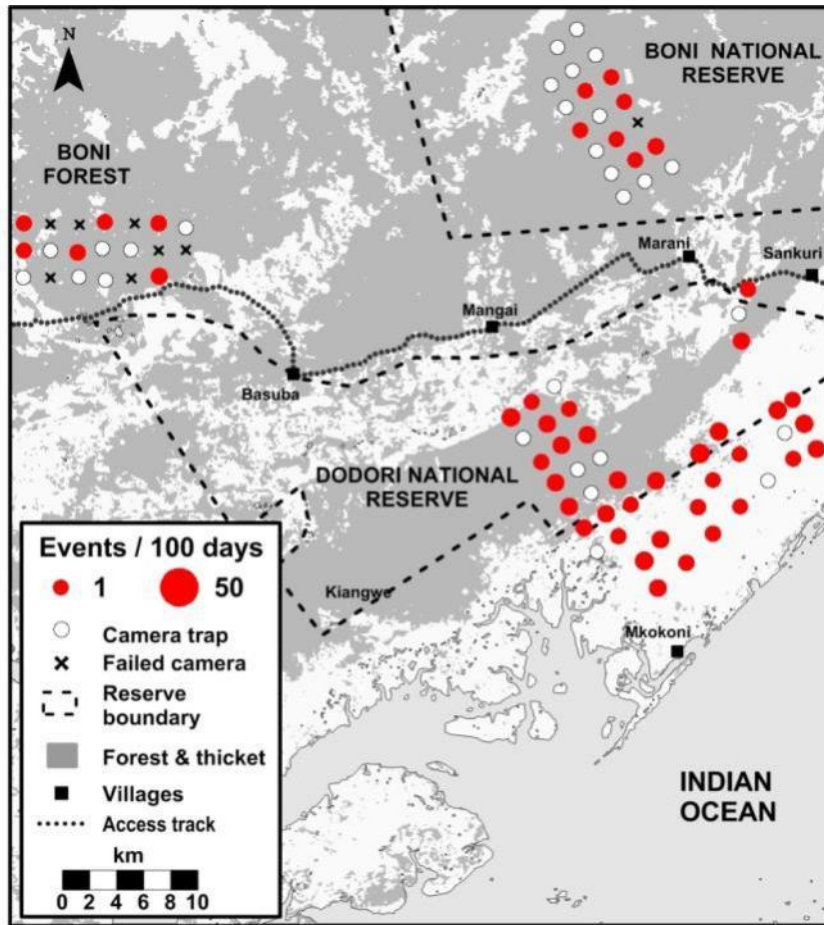 N
BONI NATIONAL
RESERVE
BONI
FOREST
Marani
Sankuri
Mangai
Basuba
DODORI NATIONAL
RESERVE
Kiangwe
Mkokoni
INDIAN
OCEAN
Events / 100 days
1 50
Camera trap
Failed camera
Reserve
boundary
Forest & thicket
Villages
Access track
km
0 2 4 6 8 10